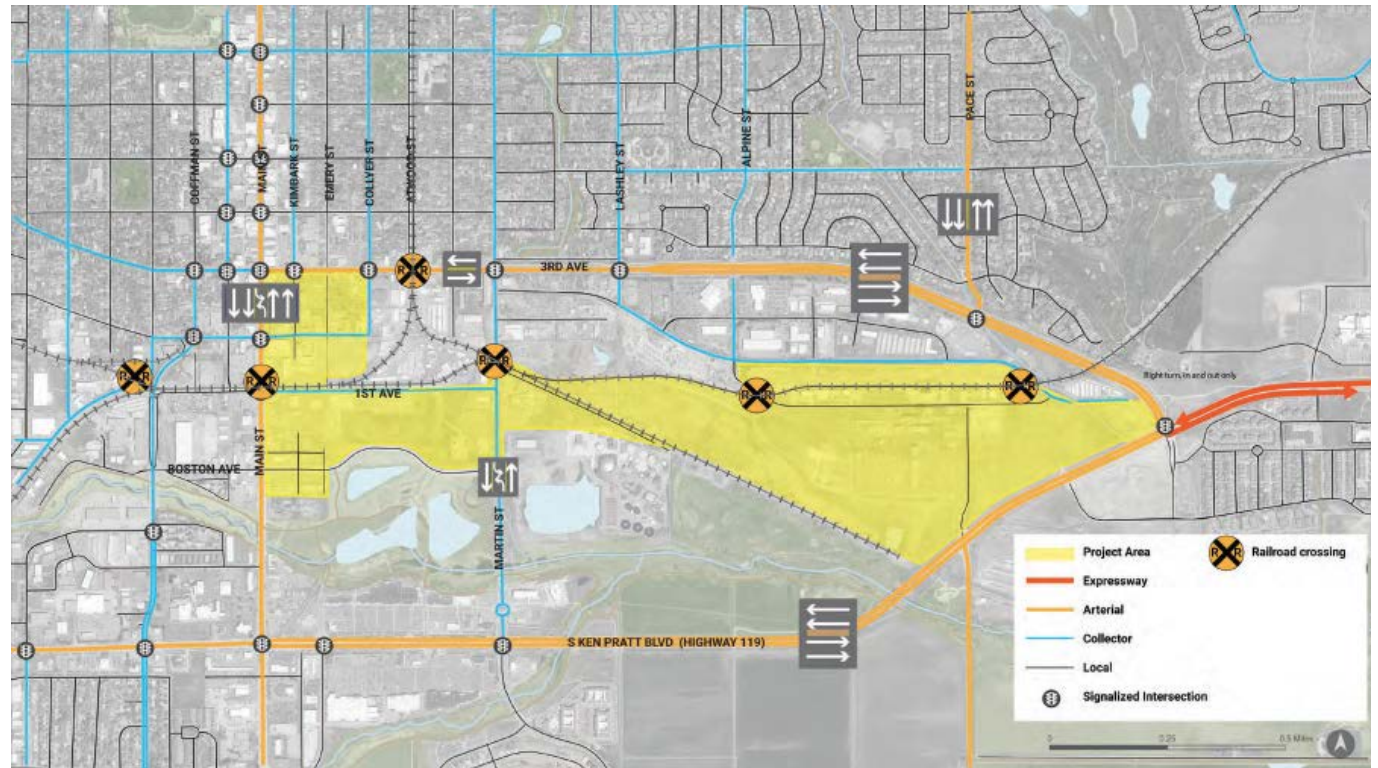 COFFMAN ST
MAIN ST
KIMBARK ST
EMERY ST
COLLYER ST
ATWOOD ST
LASHLEY ST
ALPINE ST
PACE ST
3RD AVE
R R
R R
R R
R R
R R
R R
1ST AVE
Right turn, in and out only
MAIN ST
BOSTON AVE
MARTIN ST
S KEN PRATT BLVD (HIGHWAY 119)
Project Area
R R
Railroad crossing
Expressway
Arterial
Collector
Local
Signalized Intersection
0 0.25 0.5 Miles